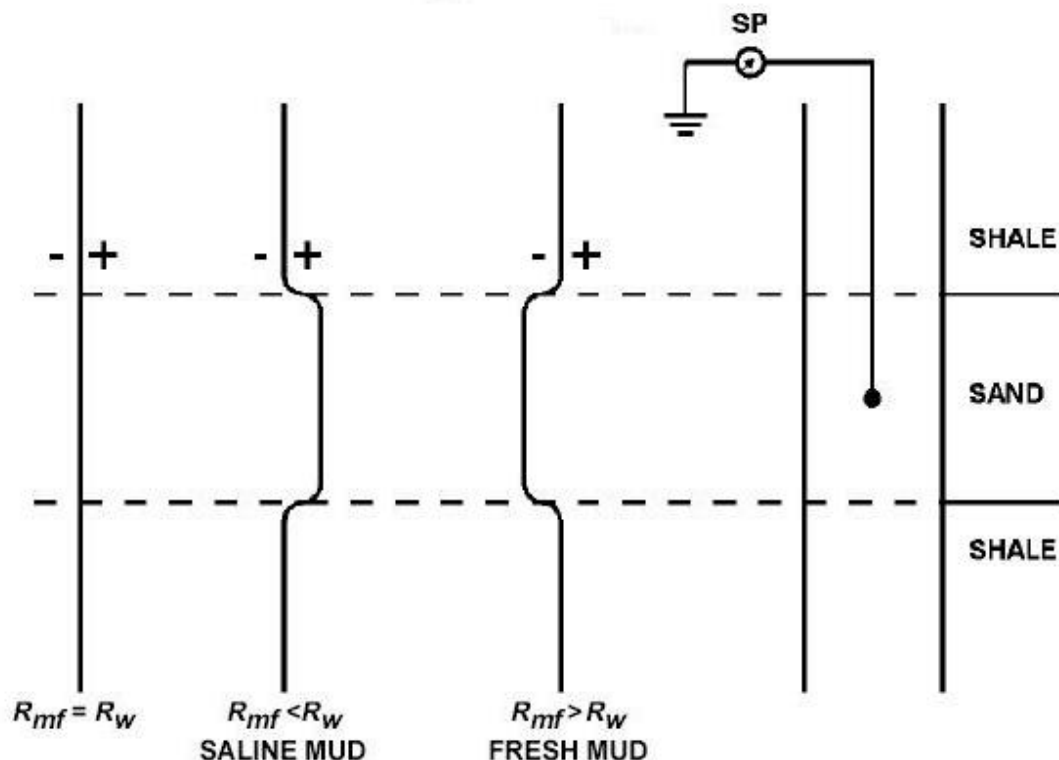 SP
SHALE
- +
- +
- +
SAND
SHALE
Rmf = Rw
Rmf < Rw
SALINE MUD
Rmf > Rw
FRESH MUD